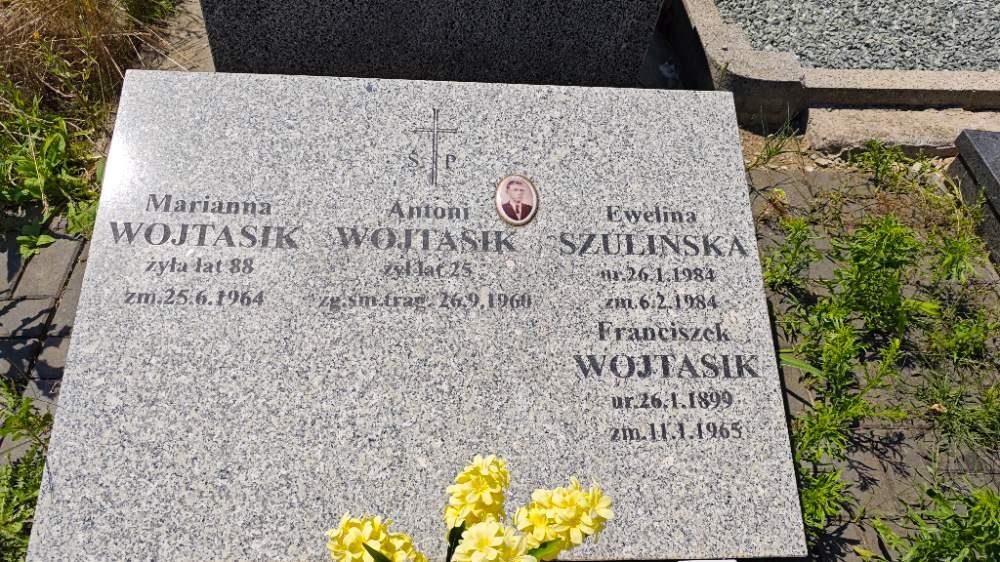 Ś P
Marianna
WOJTASIK
żyła lat 88
zm.25.6.1964
Antoni
WOJTASIK
żył lat 25
zg.śm.trag. 26.9.1960
Ewelina
SZULIŃSKA
ur.26.1.1984
zm.6.2.1984
Franciszek
WOJTASIK
ur.26.1.1899
zm.11.1.1965